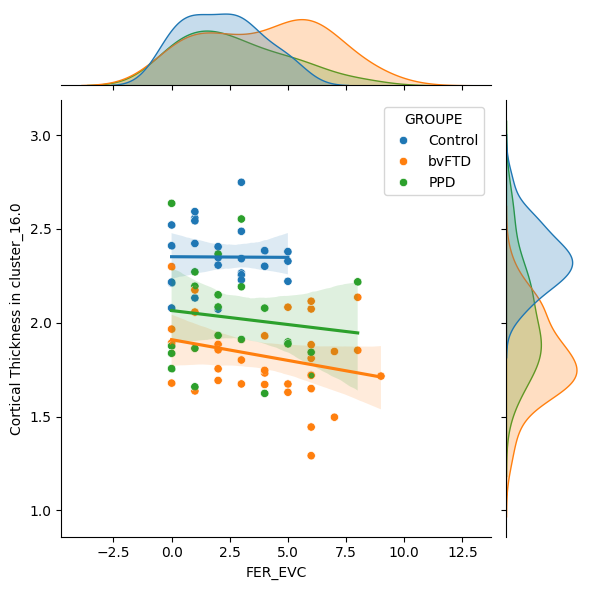 GROUPE
Control
bvFTD
PPD
3.0
2.5
2.0
1.5
1.0
Cortical Thickness in cluster_16.0
−2.5 0.0 2.5 5.0 7.5 10.0 12.5
FER_EVC